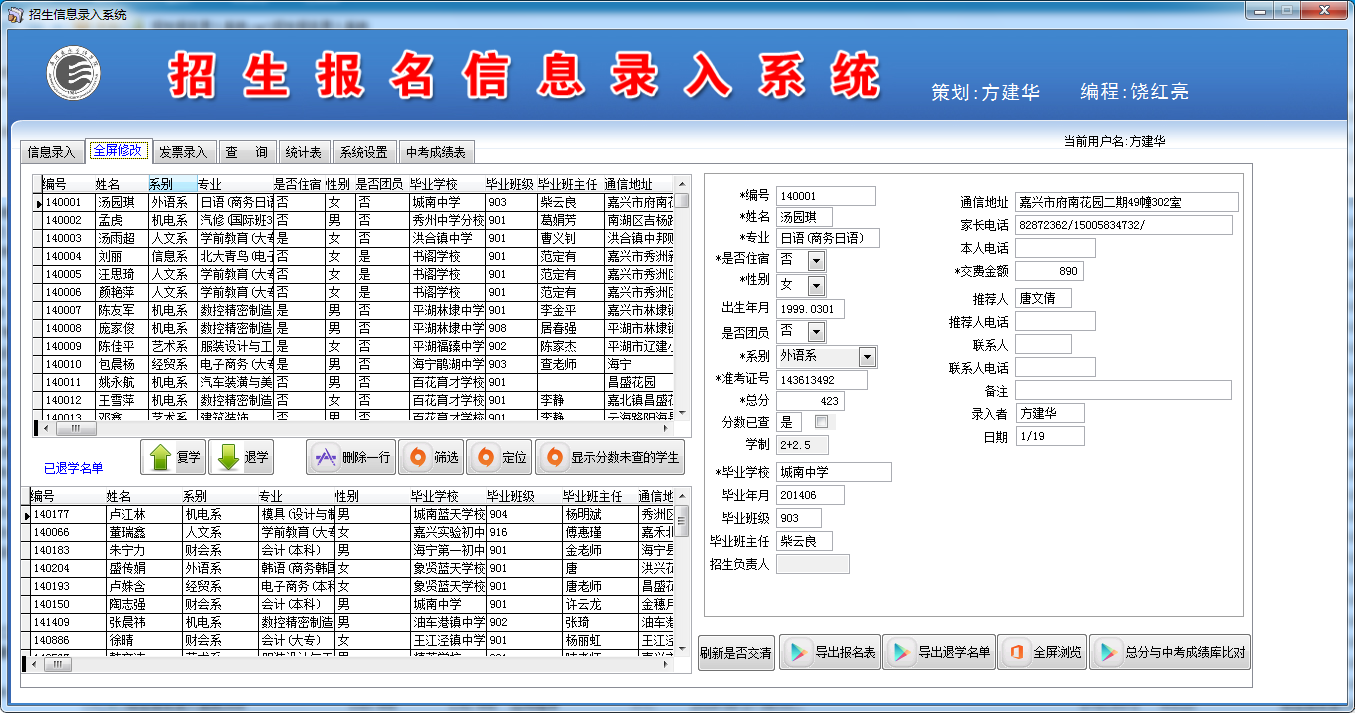 招生信息录入系统
招生报名信息录入系统
策划:方建华 编程:饶红亮
当前用户名:方建华
信息录入 全屏修改 发票录入 查 询 统计表 系统设置 中考成绩表
编号 姓名 系别 专业 是否住宿 性别 是否团员 毕业学校 毕业班级 毕业班主任 通信地址
140001 汤园琪 外语系 日语(商务日语 否 女 否 城南中学 903 柴云良 嘉兴市府南花
140002 孟虎 机电系 汽修(国际班3 否 男 否 秀州中学分校 901 葛娟芳 南湖区吉杨路
140003 汤雨超 人文系 学前教育(大专 是 女 否 洪合镇中学 901 曹义钊 洪合镇中邦财
140004 刘丽 信息系 北大青鸟(电子 否 女 是 书阁学校 901 范定有 嘉兴市秀洲新
140005 汪思琦 人文系 学前教育(大专 是 女 是 书阁学校 901 范定有 嘉兴市秀洲区
140006 颜艳萍 人文系 学前教育(大专 否 女 是 书阁学校 901 范定有 嘉兴市秀洲区
140007 陈友军 机电系 数控精密制造 是 男 否 平湖林埭中学 901 李金平 嘉兴市林埭镇
140008 庞家俊 机电系 数控精密制造 是 男 否 平湖林埭中学 908 居春强 平湖市林埭镇
140009 陈佳平 艺术系 服装设计与工 是 男 否 平湖福臻中学 902 陈家杰 平湖市辽建小
140010 包晨杨 经贸系 电子商务(大专 是 男 否 海宁鹃湖中学 903 查老师 海宁
140011 姚永航 机电系 汽车装潢与美 否 男 否 百花育才学校 901 昌盛花园
140012 王雪萍 机电系 数控精密制造 否 女 否 百花育才学校 901 李静 嘉北镇昌盛花
140013 邓鑫 艺术系 建筑装饰 否 男 否 百花育才学校 901 李静
已退学名单 复学 退学 删除一行 筛选 定位 显示分数未查的学生
编号 姓名 系别 专业 性别 毕业学校 毕业班级 毕业班主任 通信地
140177 卢江林 机电系 模具(设计与制 男 城南蓝天学校 904 杨明斌 秀洲区
140066 董瑞鑫 人文系 学前教育(大专 女 嘉兴实验初中 916 傅惠瑾 嘉禾北
140183 朱宁力 财会系 会计(本科) 男 海宁第一初中 901 金老师 海宁县
140204 盛传娟 外语系 韩语(商务韩国 女 象贤蓝天学校 901 唐 洪兴花
140193 卢姝含 经贸系 电子商务(本科 女 象贤蓝天学校 901 唐老师 昌盛花
140150 陶志强 财会系 会计(本科) 男 城南中学 901 许云龙 金穗月
141409 张晨祎 机电系 数控精密制造 男 油车港镇中学 902 张琦 油车港
140886 徐晴 财会系 会计(大专) 女 王江泾镇中学 901 杨丽虹 王江泾
*编号 140001
*姓名 汤园琪
*专业 日语(商务日语)
*是否住宿 否
*性别 女
出生年月 1999.0301
是否团员 否
*系别 外语系
*准考证号 143613492
*总分 423
分数已查 是
学制 2+2.5
*毕业学校 城南中学
毕业年月 201406
毕业班级 903
毕业班主任 柴云良
招生负责人
通信地址 嘉兴市府南花园二期49幢302室
家长电话 82872362/15005834732/
本人电话
*交费金额 890
推荐人 唐文倩
推荐人电话
联系人
联系人电话
备注
录入者 方建华
日期 1/19
刷新是否交清 导出报名表 导出退学名单 全屏浏览 总分与中考成绩库比对